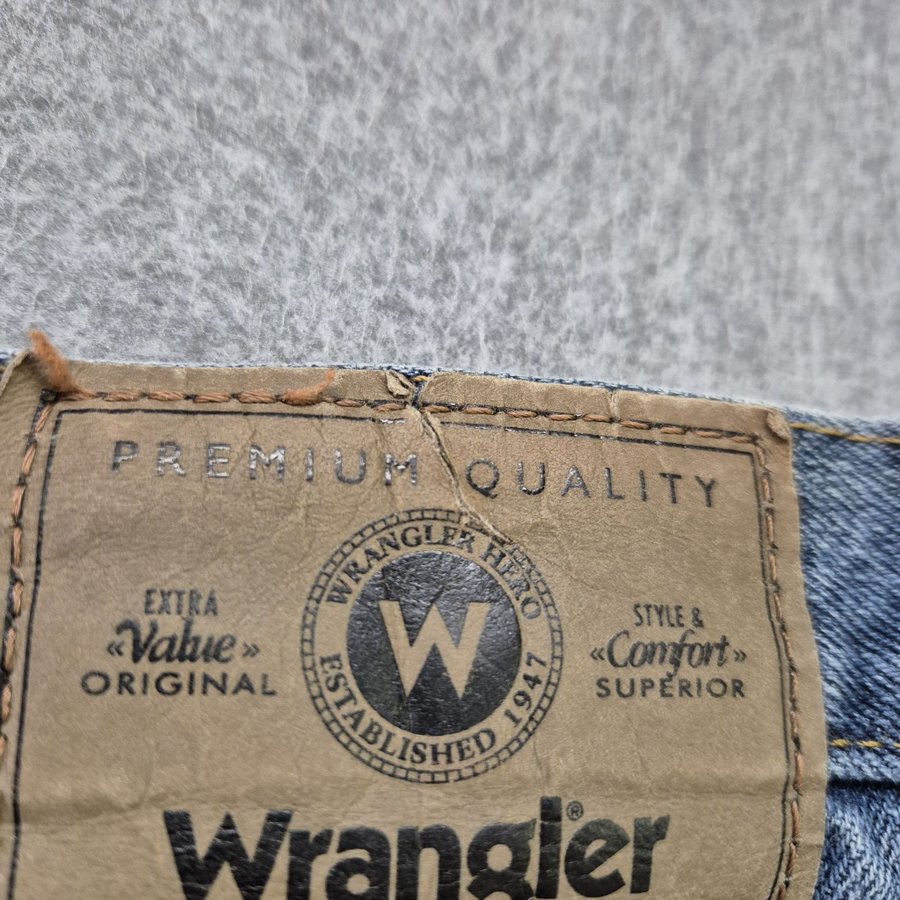 PREMIUM QUALITY
WRANGLER HERO
ESTABLISHED 1947
W
EXTRA
«Value»
ORIGINAL
STYLE &
«Comfort»
SUPERIOR
Wrangler®